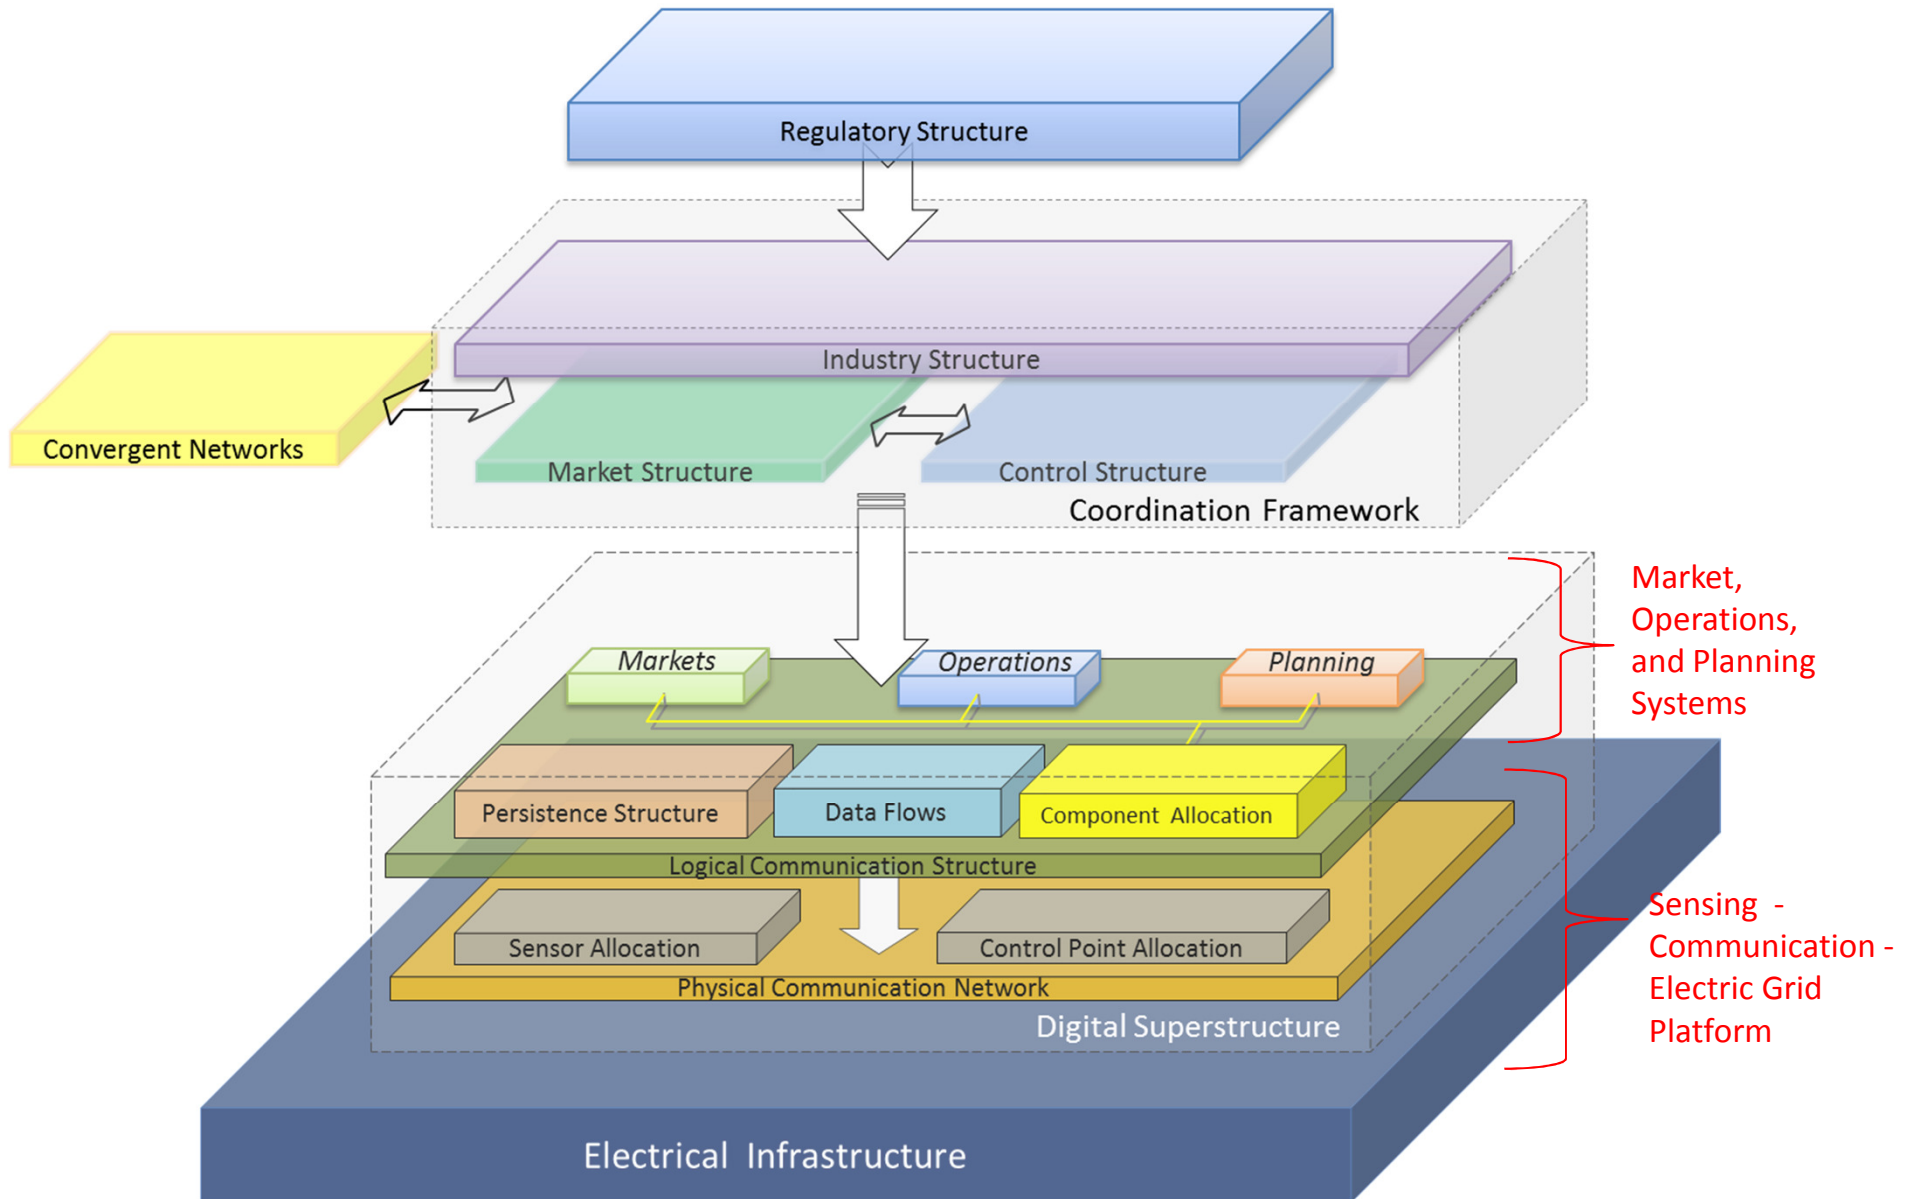 Regulatory Structure
Industry Structure
Convergent Networks
Market Structure
Control Structure
Coordination Framework
Market,
Operations,
and Planning
Systems
Markets
Operations
Planning
Persistence Structure
Data Flows
Component Allocation
Logical Communication Structure
Sensor Allocation
Control Point Allocation
Physical Communication Network
Digital Superstructure
Sensing -
Communication -
Electric Grid
Platform
Electrical Infrastructure